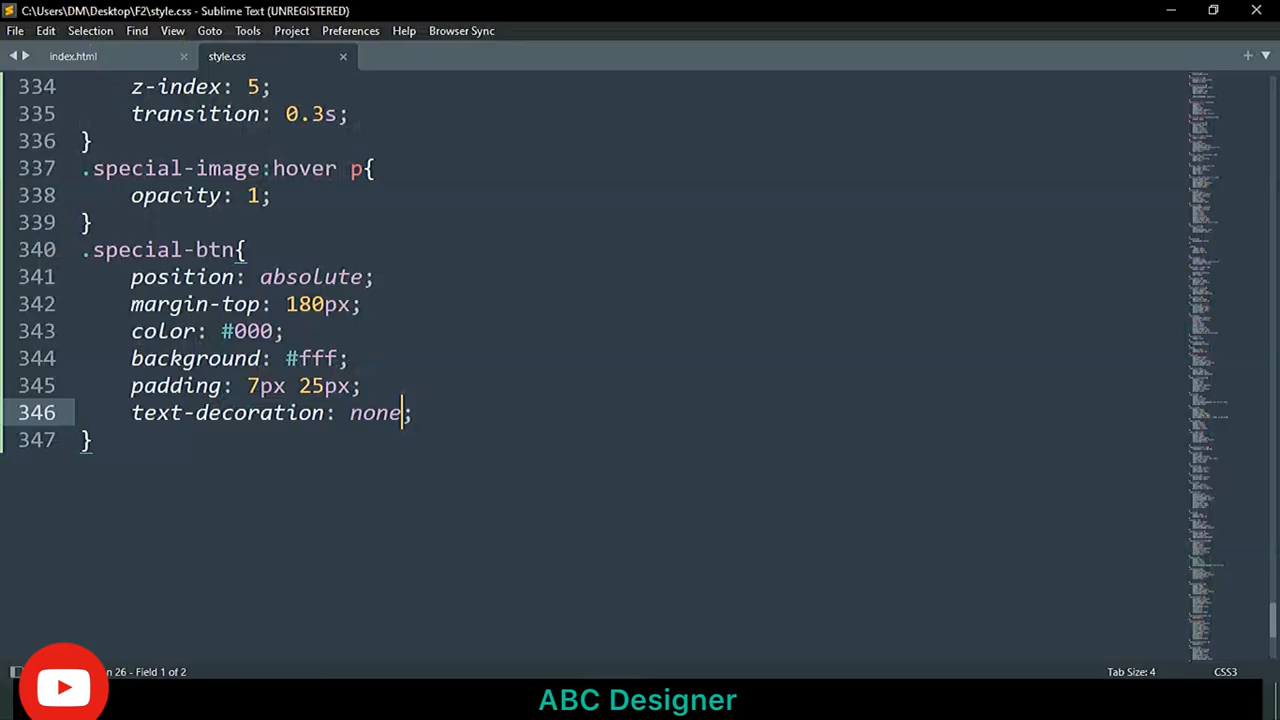 C:\Users\DM\Desktop\F2\style.css - Sublime Text (UNREGISTERED)
File Edit Selection Find View Goto Tools Project Preferences Help Browser Sync
index.html style.css
334 z-index: 5;
335 transition: 0.3s;
336 }
337 .special-image:hover p{
338 opacity: 1;
339 }
340 .special-btn{
341 position: absolute;
342 margin-top: 180px;
343 color: #000;
344 background: #fff;
345 padding: 7px 25px;
346 text-decoration: none;
347 }
26 - Field 1 of 2 Tab Size: 4 CSS3
ABC Designer